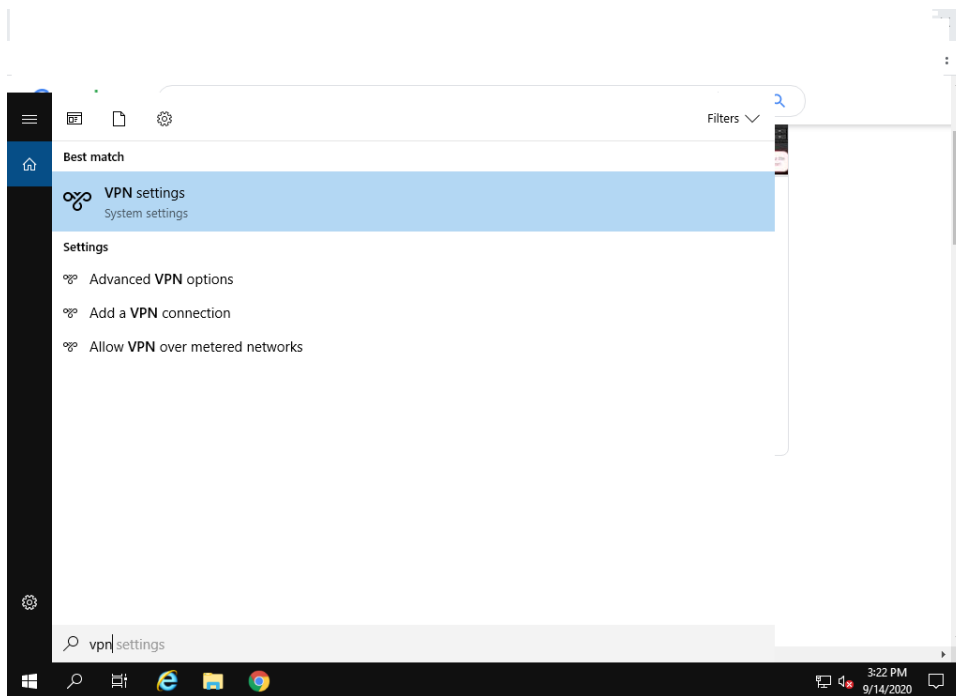 Filters
Best match
VPN settings
System settings
Settings
Advanced VPN options
Add a VPN connection
Allow VPN over metered networks
vpn settings
3:22 PM
9/14/2020